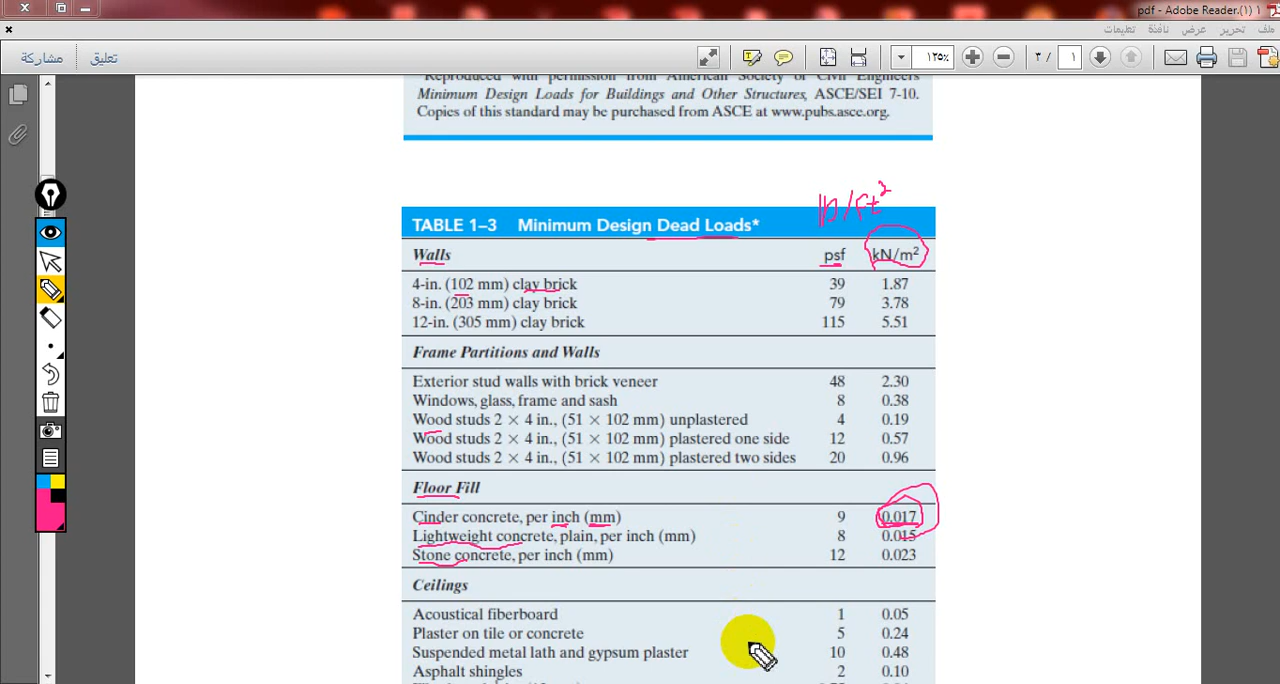 pdf - Adobe Reader.(١) ١
ملف تحرير عرض نافذة تعليمات
مشاركة تعليق ١٢٥% ٣ / ١
Reproduced with permission from American Society of Civil Engineers
Minimum Design Loads for Buildings and Other Structures, ASCE/SEI 7-10.
Copies of this standard may be purchased from ASCE at www.pubs.asce.org.
lb/ft²
TABLE 1–3 Minimum Design Dead Loads*
Walls psf kN/m²
4-in. (102 mm) clay brick 39 1.87
8-in. (203 mm) clay brick 79 3.78
12-in. (305 mm) clay brick 115 5.51
Frame Partitions and Walls
Exterior stud walls with brick veneer 48 2.30
Windows, glass, frame and sash 8 0.38
Wood studs 2 × 4 in., (51 × 102 mm) unplastered 4 0.19
Wood studs 2 × 4 in., (51 × 102 mm) plastered one side 12 0.57
Wood studs 2 × 4 in., (51 × 102 mm) plastered two sides 20 0.96
Floor Fill
Cinder concrete, per inch (mm) 9 0.017
Lightweight concrete, plain, per inch (mm) 8 0.015
Stone concrete, per inch (mm) 12 0.023
Ceilings
Acoustical fiberboard 1 0.05
Plaster on tile or concrete 5 0.24
Suspended metal lath and gypsum plaster 10 0.48
Asphalt shingles 2 0.10